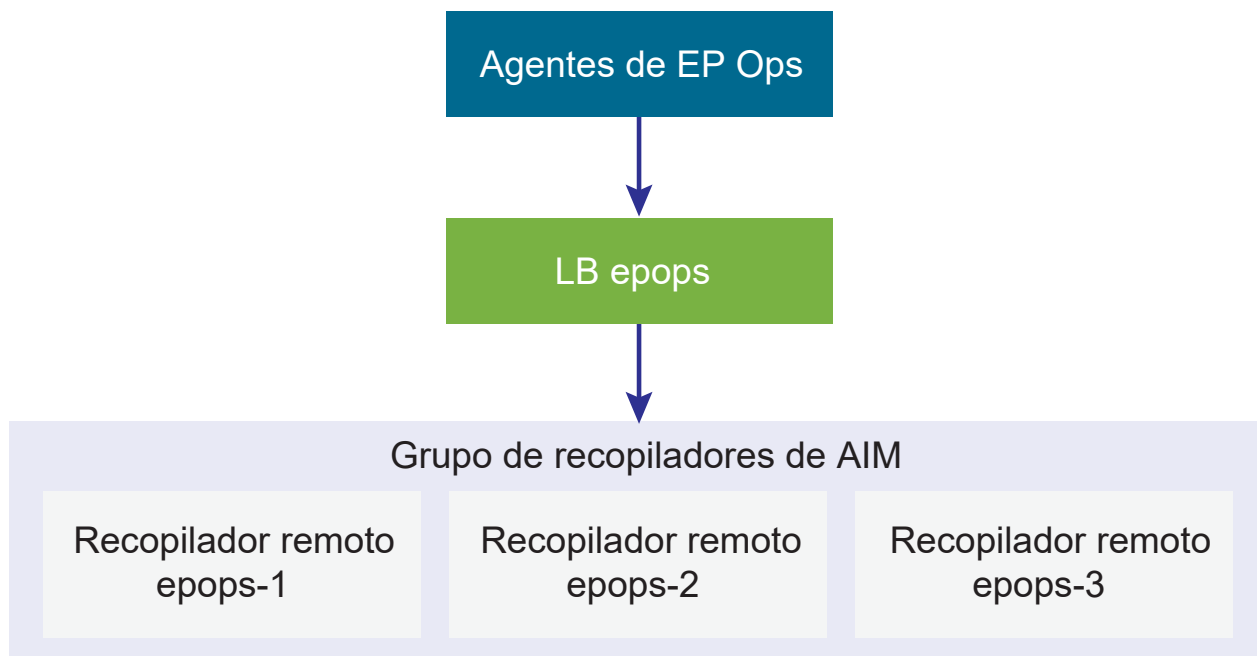 Agentes de EP Ops
LB epops
Grupo de recopiladores de AIM
Recopilador remoto
epops-1
Recopilador remoto
epops-2
Recopilador remoto
epops-3